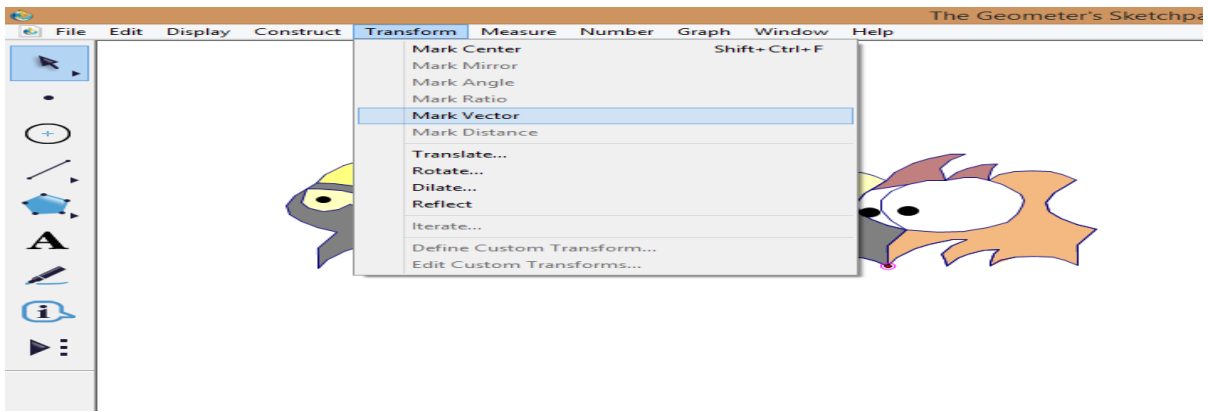 The Geometer's Sketchpa
File Edit Display Construct Transform Measure Number Graph Window Help
Mark Center Shift+Ctrl+F
Mark Mirror
Mark Angle
Mark Ratio
Mark Vector
Mark Distance
Translate...
Rotate...
Dilate...
Reflect
Iterate...
Define Custom Transform...
Edit Custom Transforms...
A
i